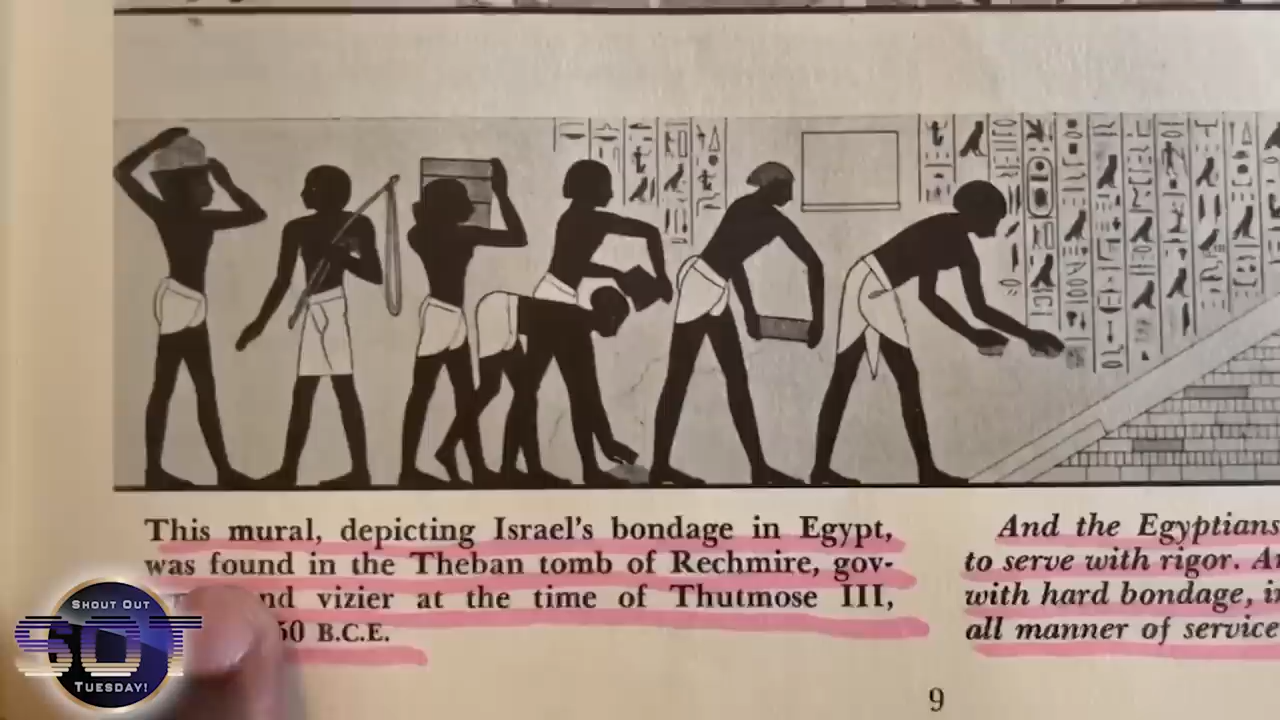 This mural, depicting Israel's bondage in Egypt,
was found in the Theban tomb of Rechmire, gov-
vizier at the time of Thutmose III,
B.C.E.
And the Egyptians
to serve with rigor.
with hard bondage,
all manner of service
9
SHOUT OUT
SOT
TUESDAY!